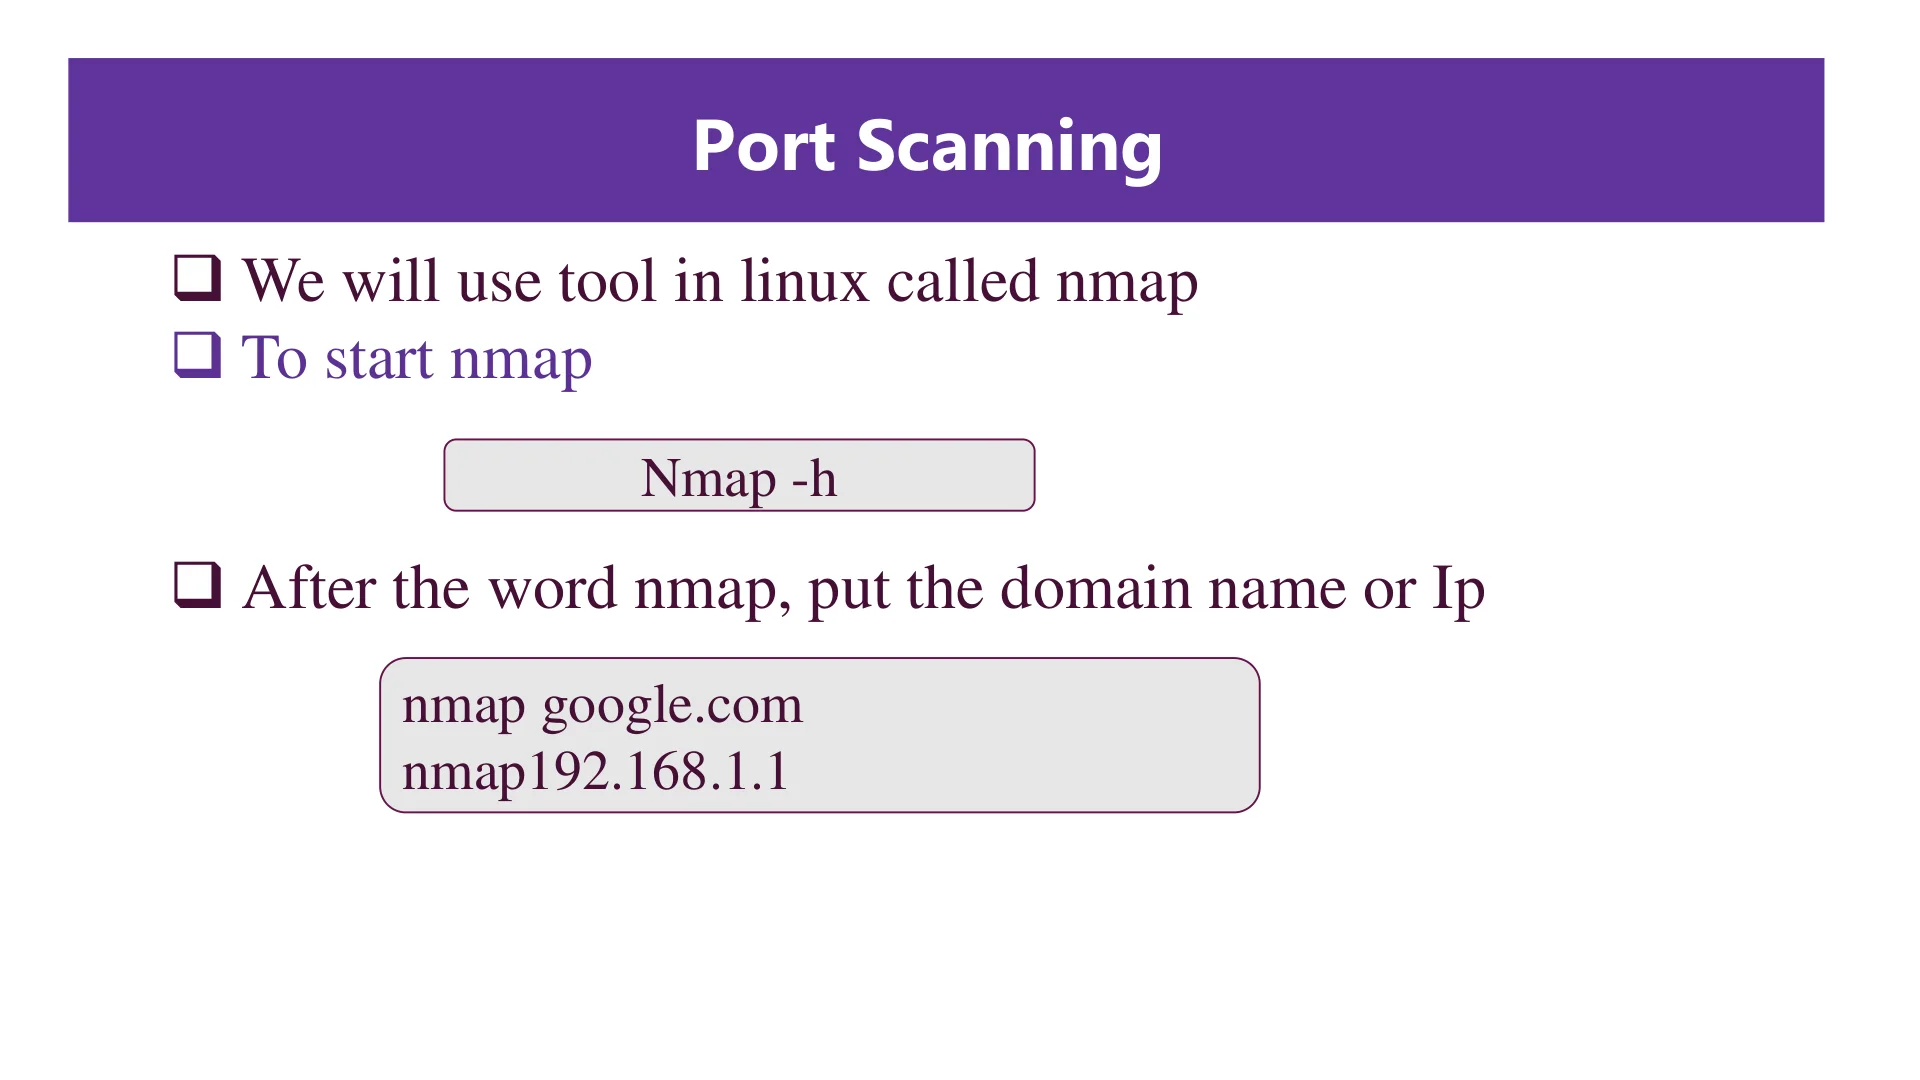 Port Scanning
❑ We will use tool in linux called nmap
❑ To start nmap
Nmap -h
❑ After the word nmap, put the domain name or Ip
nmap google.com
nmap192.168.1.1